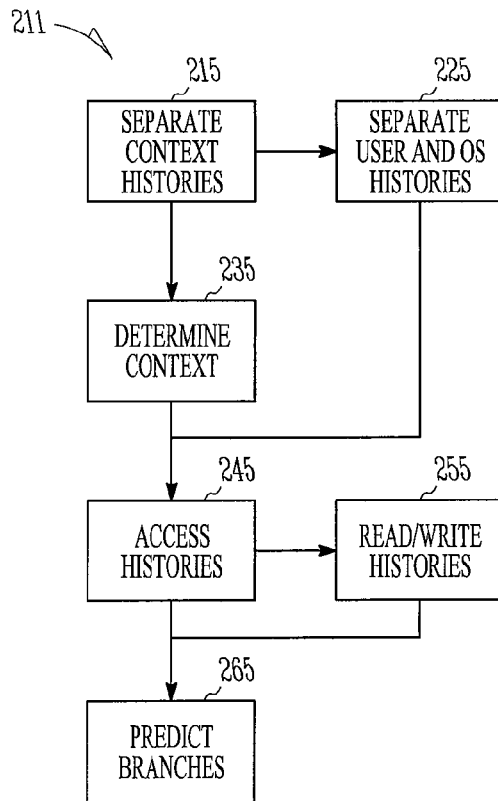 211
215
SEPARATE
CONTEXT
HISTORIES
225
SEPARATE
USER AND OS
HISTORIES
235
DETERMINE
CONTEXT
245
ACCESS
HISTORIES
255
READ/WRITE
HISTORIES
265
PREDICT
BRANCHES